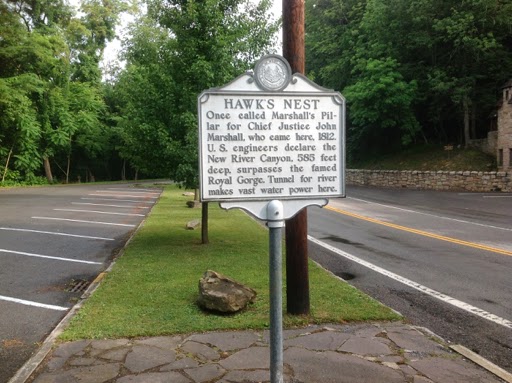 HAWK'S NEST
Once called Marshall's Pil-
lar for Chief Justice John
Marshall, who came here, 1812.
U. S. engineers declare the
New River Canyon, 585 feet
deep, surpasses the famed
Royal Gorge. Tunnel for river
makes vast water power here.